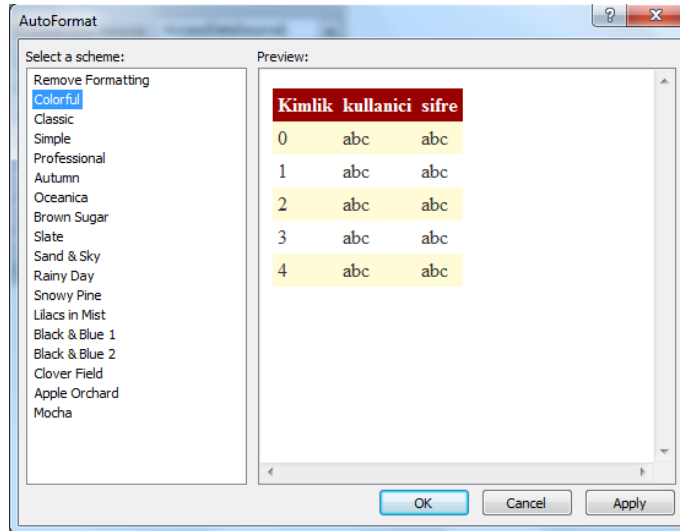 AutoFormat
Select a scheme:
Remove Formatting
Colorful
Classic
Simple
Professional
Autumn
Oceanica
Brown Sugar
Slate
Sand & Sky
Rainy Day
Snowy Pine
Lilacs in Mist
Black & Blue 1
Black & Blue 2
Clover Field
Apple Orchard
Mocha
Preview:
Kimlik kullanici sifre
0 abc abc
1 abc abc
2 abc abc
3 abc abc
4 abc abc
OK Cancel Apply